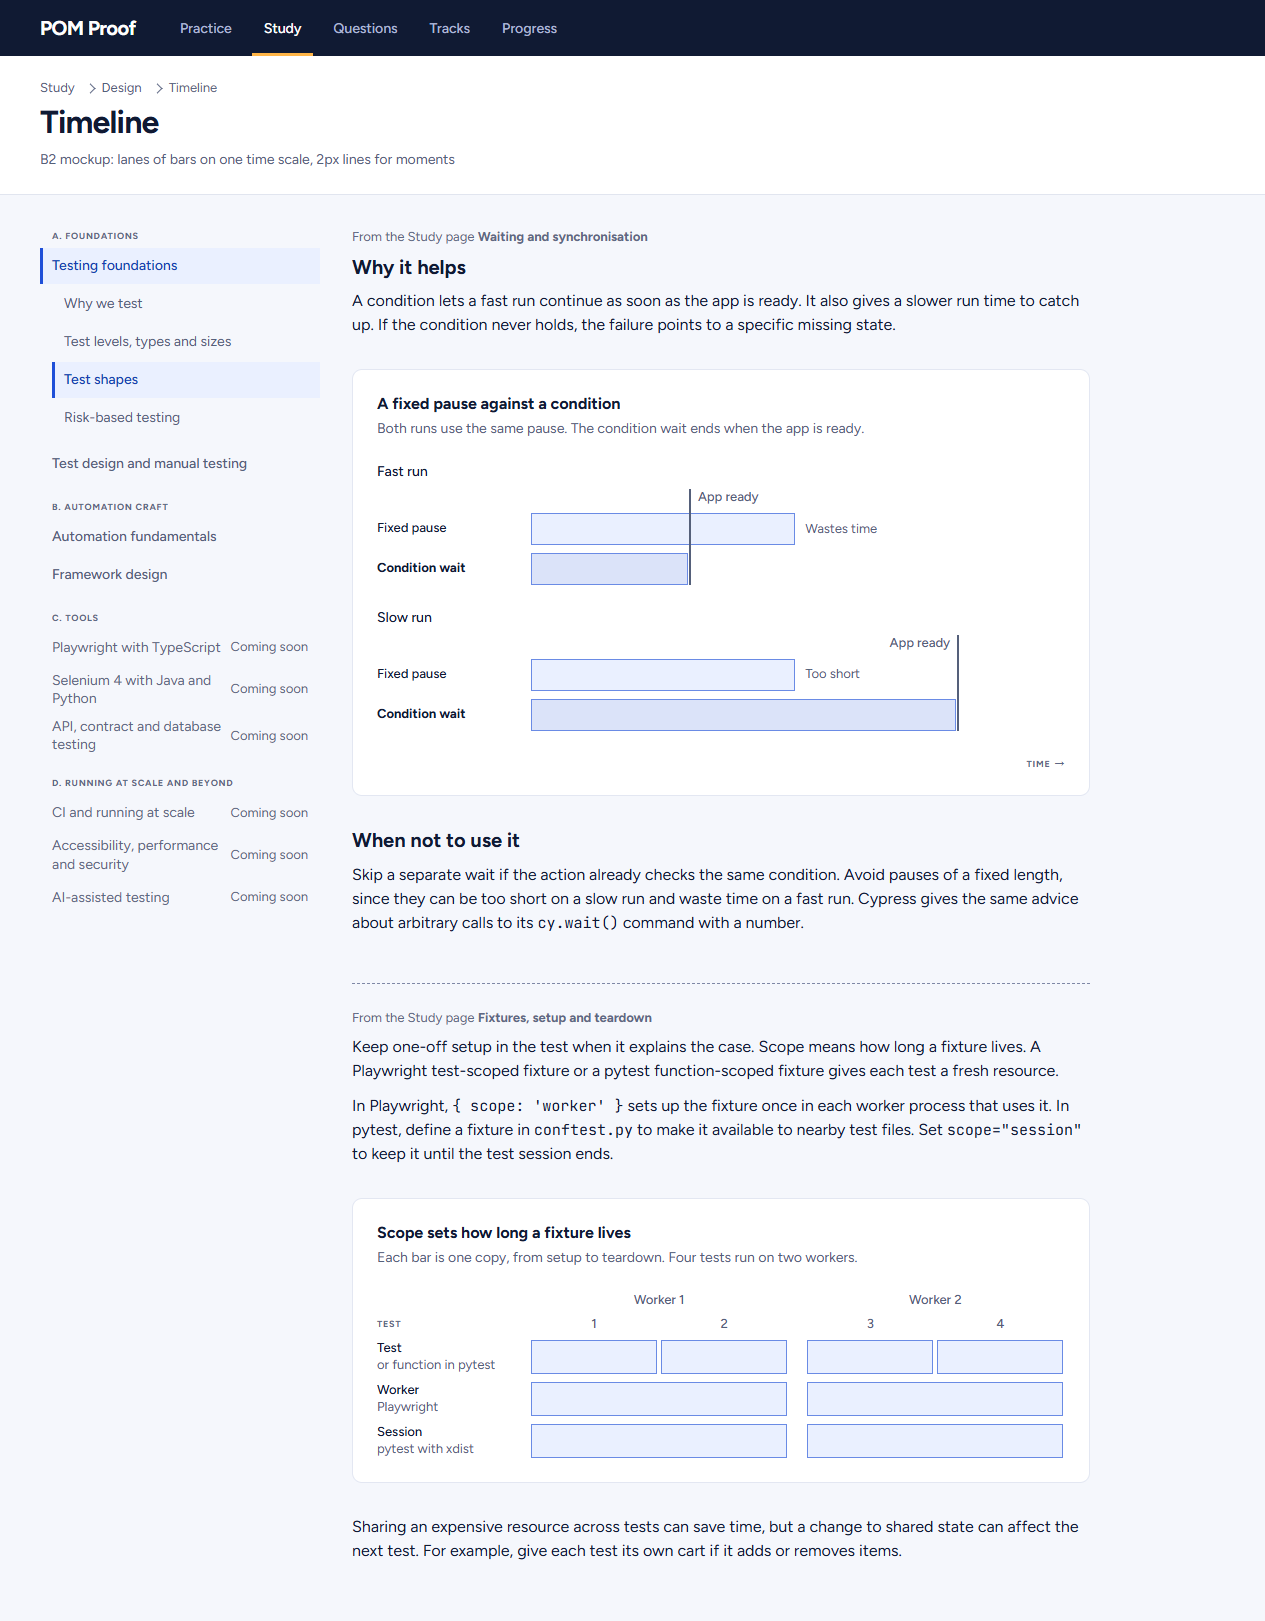 POM Proof
Practice
Study
Questions
Tracks
Progress
Study
Design
Timeline
Timeline
B2 mockup: lanes of bars on one time scale, 2px lines for moments
A. FOUNDATIONS
Testing foundations
Why we test
Test levels, types and sizes
Test shapes
Risk-based testing
Test design and manual testing
B. AUTOMATION CRAFT
Automation fundamentals
Framework design
C. TOOLS
Playwright with TypeScript Coming soon
Selenium 4 with Java and
Python
Coming soon
API, contract and database
testing
Coming soon
D. RUNNING AT SCALE AND BEYOND
CI and running at scale Coming soon
Accessibility, performance
and security
Coming soon
AI-assisted testing Coming soon
From the Study page Waiting and synchronisation
Why it helps
A condition lets a fast run continue as soon as the app is ready. It also gives a slower run time to catch
up. If the condition never holds, the failure points to a specific missing state.
A fixed pause against a condition
Both runs use the same pause. The condition wait ends when the app is ready.
Fast run
App ready
Fixed pause
Wastes time
Condition wait
Slow run
App ready
Fixed pause
Too short
Condition wait
TIME →
When not to use it
Skip a separate wait if the action already checks the same condition. Avoid pauses of a fixed length,
since they can be too short on a slow run and waste time on a fast run. Cypress gives the same advice
about arbitrary calls to its cy.wait() command with a number.
From the Study page Fixtures, setup and teardown
Keep one-off setup in the test when it explains the case. Scope means how long a fixture lives. A
Playwright test-scoped fixture or a pytest function-scoped fixture gives each test a fresh resource.
In Playwright, { scope: 'worker' } sets up the fixture once in each worker process that uses it. In
pytest, define a fixture in conftest.py to make it available to nearby test files. Set scope="session"
to keep it until the test session ends.
Scope sets how long a fixture lives
Each bar is one copy, from setup to teardown. Four tests run on two workers.
Worker 1
Worker 2
TEST
1
2
3
4
Test
or function in pytest
Worker
Playwright
Session
pytest with xdist
Sharing an expensive resource across tests can save time, but a change to shared state can affect the
next test. For example, give each test its own cart if it adds or removes items.